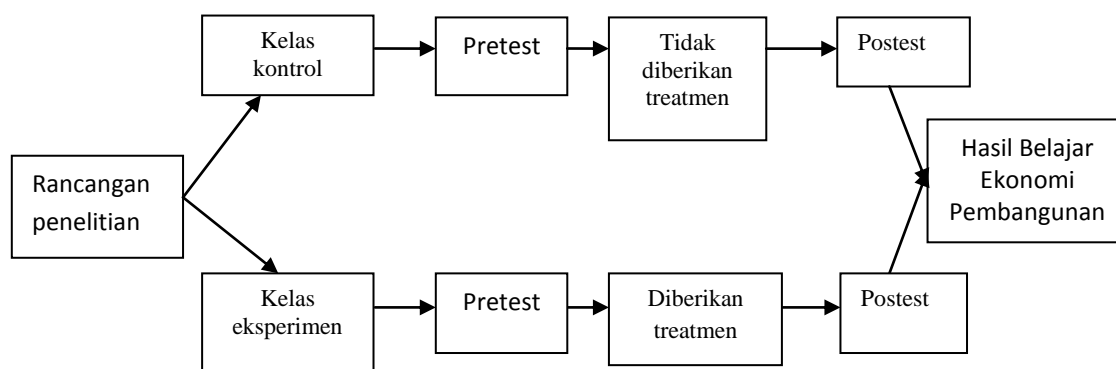 Kelas
kontrol
Pretest
Tidak
diberikan
treatmen
Postest
Rancangan
penelitian
Hasil Belajar
Ekonomi
Pembangunan
Kelas
eksperimen
Pretest
Diberikan
treatmen
Postest